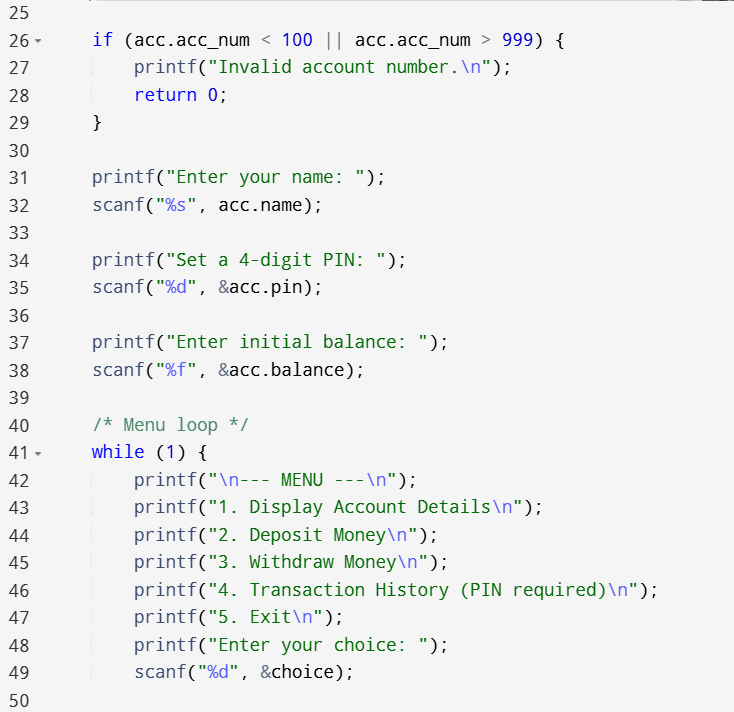 25
26 if (acc.acc_num < 100 || acc.acc_num > 999) {
27 printf("Invalid account number.\n");
28 return 0;
29 }
30
31 printf("Enter your name: ");
32 scanf("%s", acc.name);
33
34 printf("Set a 4-digit PIN: ");
35 scanf("%d", &acc.pin);
36
37 printf("Enter initial balance: ");
38 scanf("%f", &acc.balance);
39
40 /* Menu loop */
41 while (1) {
42 printf("\n--- MENU ---\n");
43 printf("1. Display Account Details\n");
44 printf("2. Deposit Money\n");
45 printf("3. Withdraw Money\n");
46 printf("4. Transaction History (PIN required)\n");
47 printf("5. Exit\n");
48 printf("Enter your choice: ");
49 scanf("%d", &choice);
50